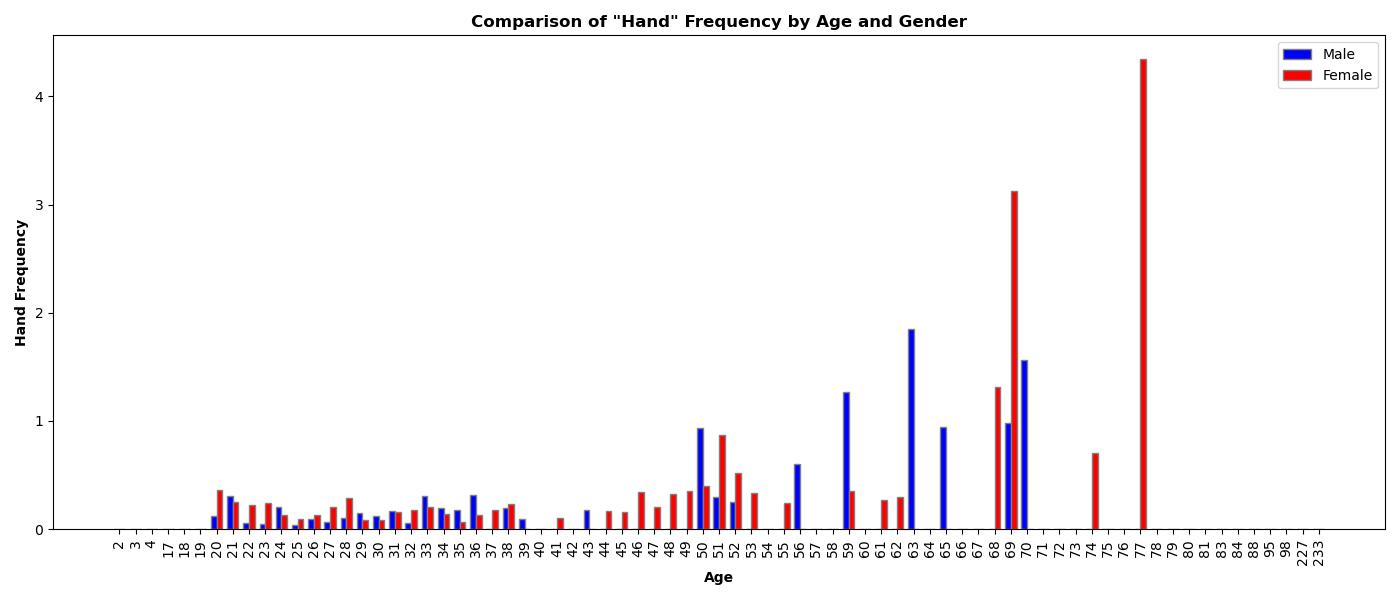 Comparison of "Hand" Frequency by Age and Gender
Male
Female
Hand Frequency
4
3
2
1
0
2 3 4 17 18 19 20 21 22 23 24 25 26 27 28 29 30 31 32 33 34 35 36 37 38 39 40 41 42 43 44 45 46 47 48 49 50 51 52 53 54 55 56 57 58 59 60 61 62 63 64 65 66 67 68 69 70 71 72 73 74 75 76 77 78 79 80 81 83 84 88 95 98 227 233
Age